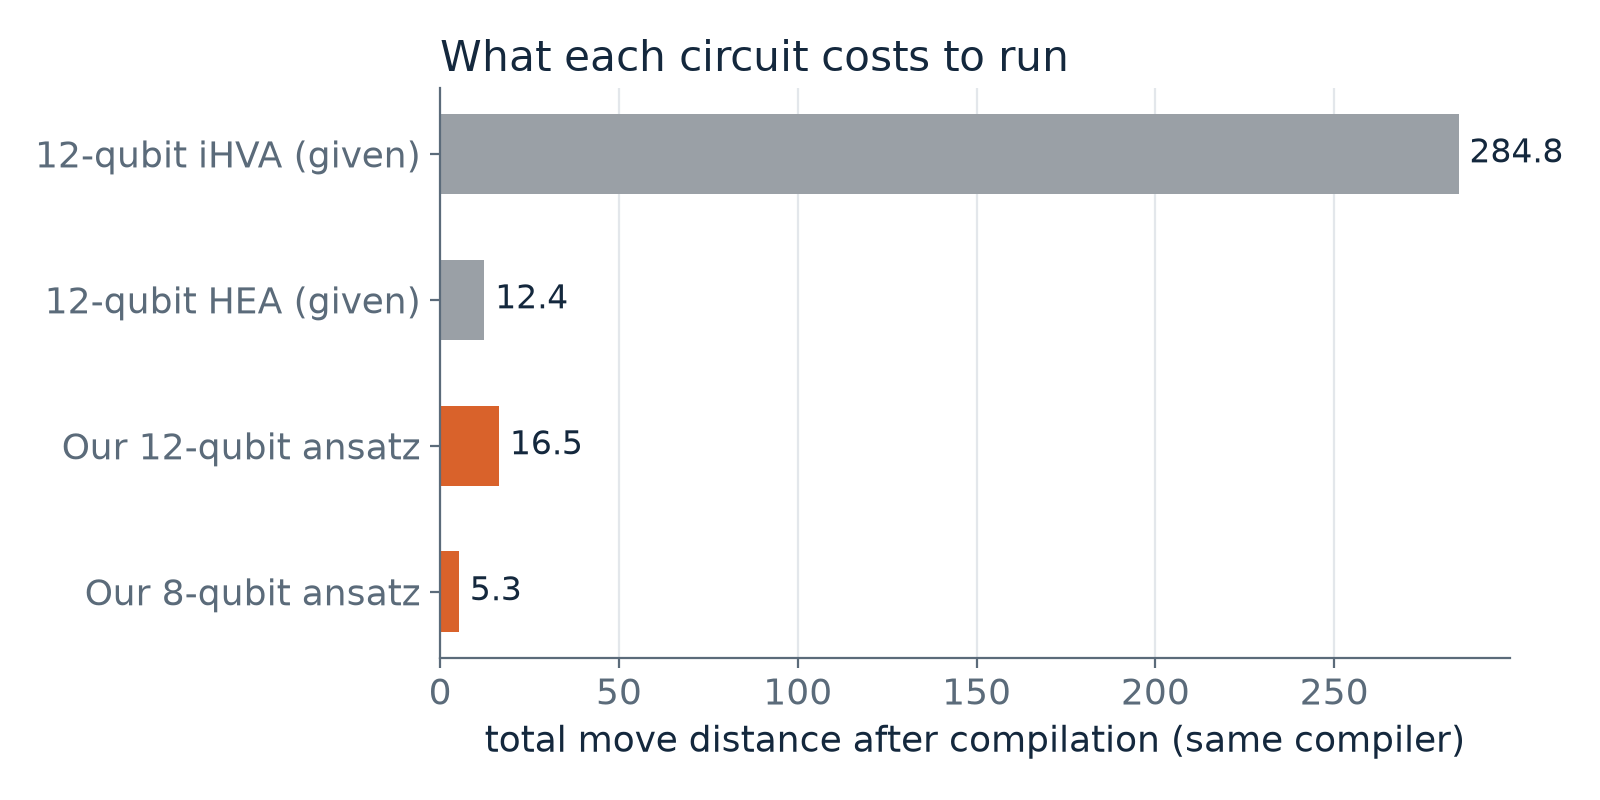 What each circuit costs to run
12-qubit iHVA (given)
284.8
12-qubit HEA (given)
12.4
Our 12-qubit ansatz
16.5
Our 8-qubit ansatz
5.3
0 50 100 150 200 250
total move distance after compilation (same compiler)